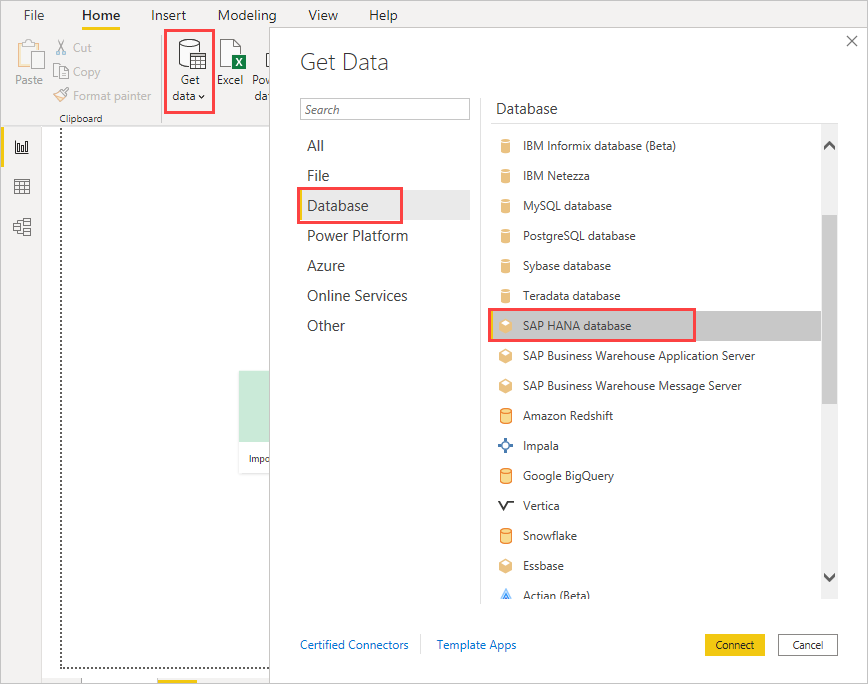 File Home Insert Modeling View Help
Paste
Cut
Copy
Format painter
Clipboard
Get data
Excel
Get Data
Search
All
File
Database
Power Platform
Azure
Online Services
Other
Database
IBM Informix database (Beta)
IBM Netezza
MySQL database
PostgreSQL database
Sybase database
Teradata database
SAP HANA database
SAP Business Warehouse Application Server
SAP Business Warehouse Message Server
Amazon Redshift
Impala
Google BigQuery
Vertica
Snowflake
Essbase
Actian (Beta)
Certified Connectors
Template Apps
Connect
Cancel